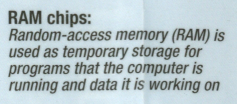 RAM chips:
Random-access memory (RAM) is
used as temporary storage for
programs that the computer is
running and data it is working on